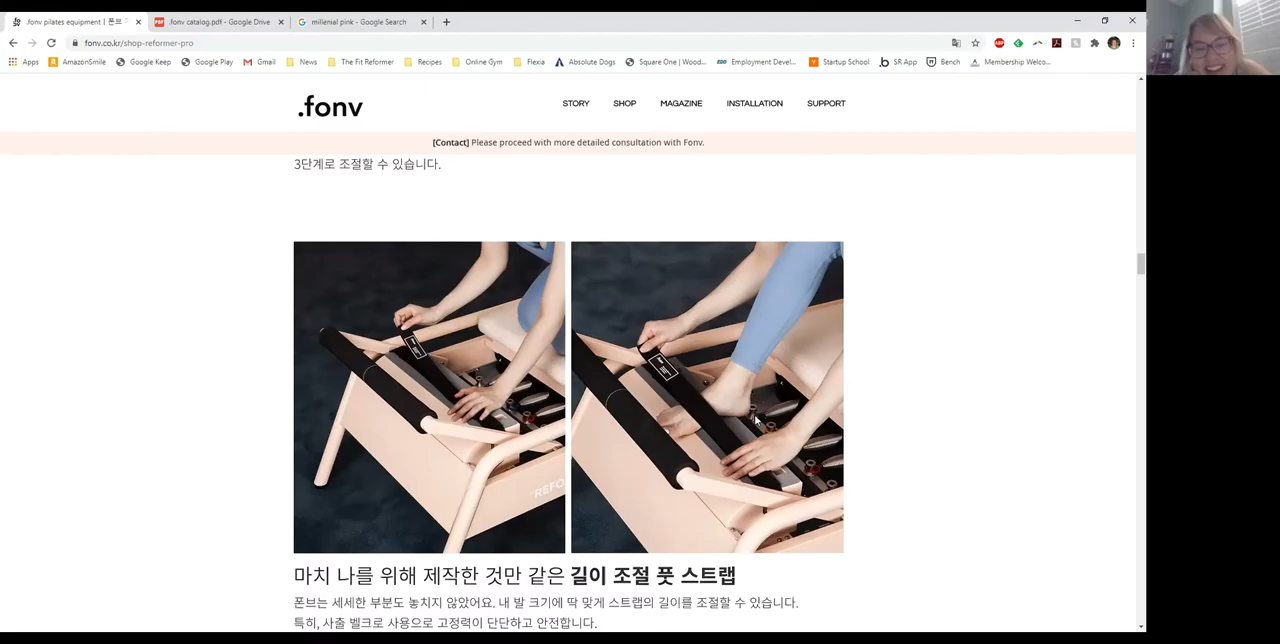 .fonv pilates equipment | 폰브
.fonv catalog.pdf - Google Drive
millenial pink - Google Search
fonv.co.kr/shop-reformer-pro
Apps AmazonSmile Google Keep Google Play Gmail News The Fit Reformer Recipes Online Gym Flexia Absolute Dogs Square One | Wood... Employment Devel... Startup School SR App Bench Membership Welco...
.fonv
STORY SHOP MAGAZINE INSTALLATION SUPPORT
[Contact] Please proceed with more detailed consultation with Fonv.
3단계로 조절할 수 있습니다.
"REFO
마치 나를 위해 제작한 것만 같은 길이 조절 풋 스트랩
폰브는 세세한 부분도 놓치지 않았어요. 내 발 크기에 딱 맞게 스트랩의 길이를 조절할 수 있습니다.
특히, 사출 벨크로 사용으로 고정력이 단단하고 안전합니다.